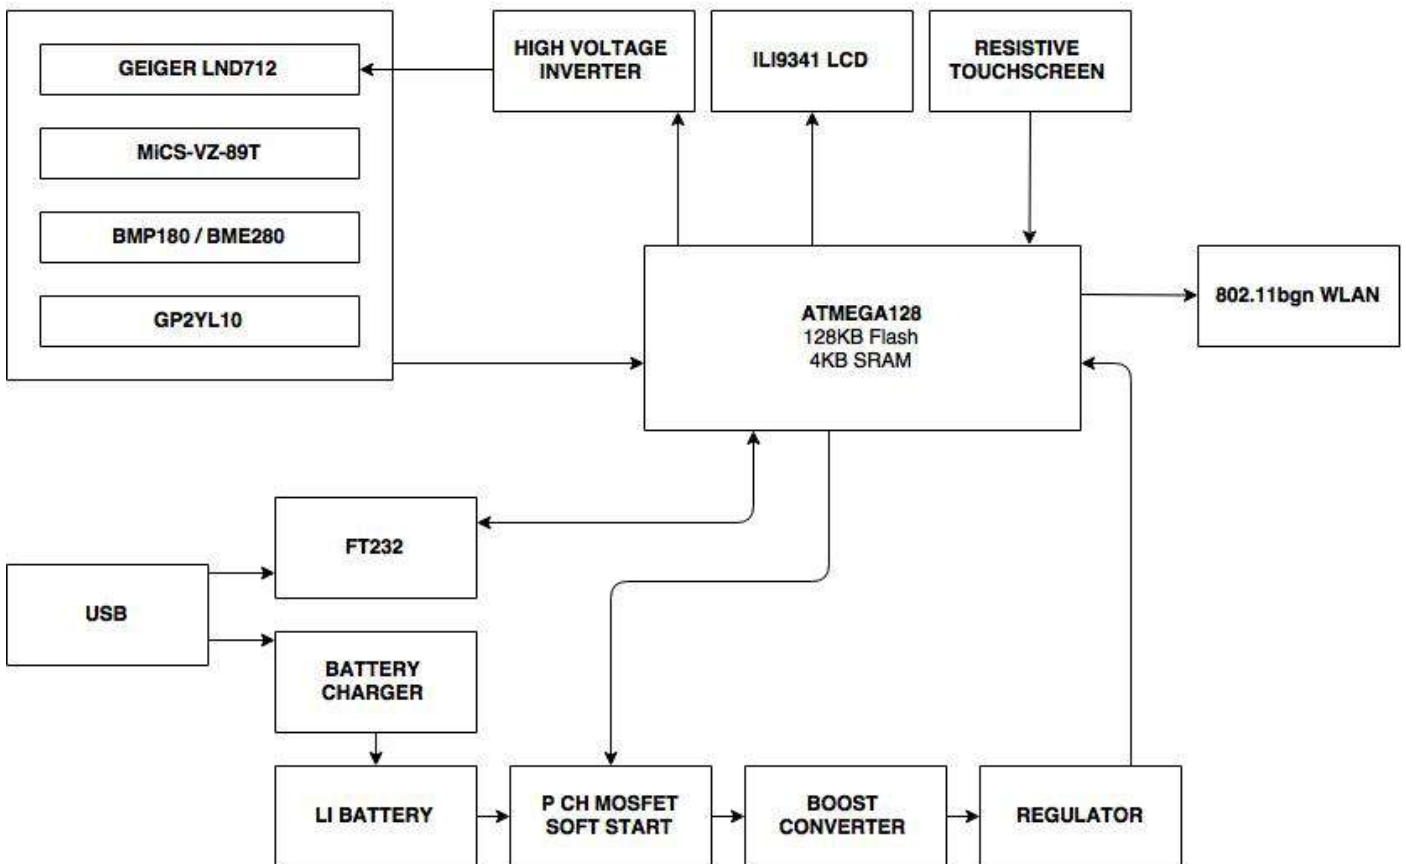 GEIGER LND712
MiCS-VZ-89T
BMP180 / BME280
GP2YL10
HIGH VOLTAGE
INVERTER
ILI9341 LCD
RESISTIVE
TOUCHSCREEN
ATMEGA128
128KB Flash
4KB SRAM
802.11bgn WLAN
FT232
USB
BATTERY
CHARGER
LI BATTERY
P CH MOSFET
SOFT START
BOOST
CONVERTER
REGULATOR